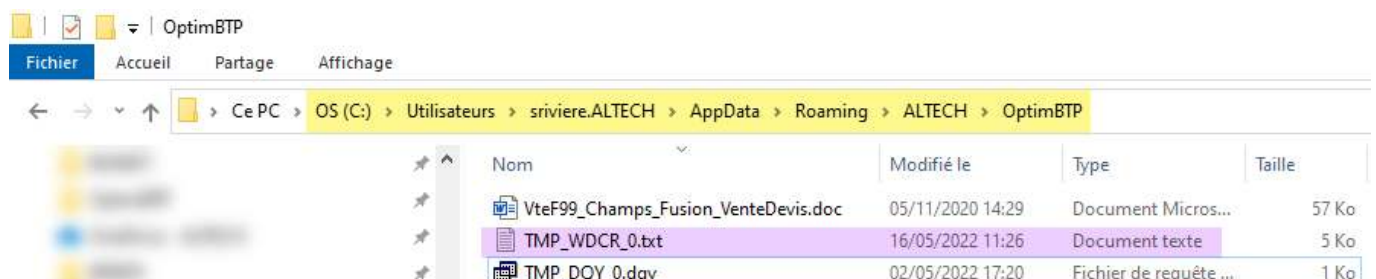 OptimBTP
Fichier Accueil Partage Affichage
Ce PC > OS (C:) > Utilisateurs > sriviere.ALTECH > AppData > Roaming > ALTECH > OptimBTP
Nom Modifié le Type Taille
VteF99_Champs_Fusion_VenteDevis.doc 05/11/2020 14:29 Document Micros... 57 Ko
TMP_WDCR_0.txt 16/05/2022 11:26 Document texte 5 Ko
TMP_DQY_0.dqy 02/05/2022 17:20 Fichier de requête ... 1 Ko